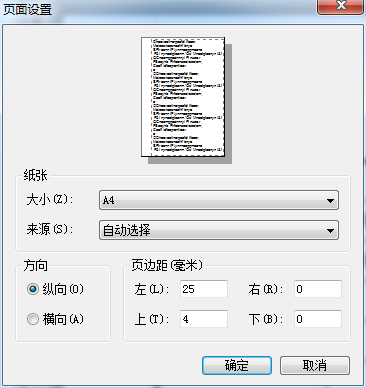 页面设置
纸张
大小(Z): A4
来源(S): 自动选择
方向
纵向(O)
横向(A)
页边距(毫米)
左(L): 25 右(R): 0
上(T): 4 下(B): 0
确定 取消